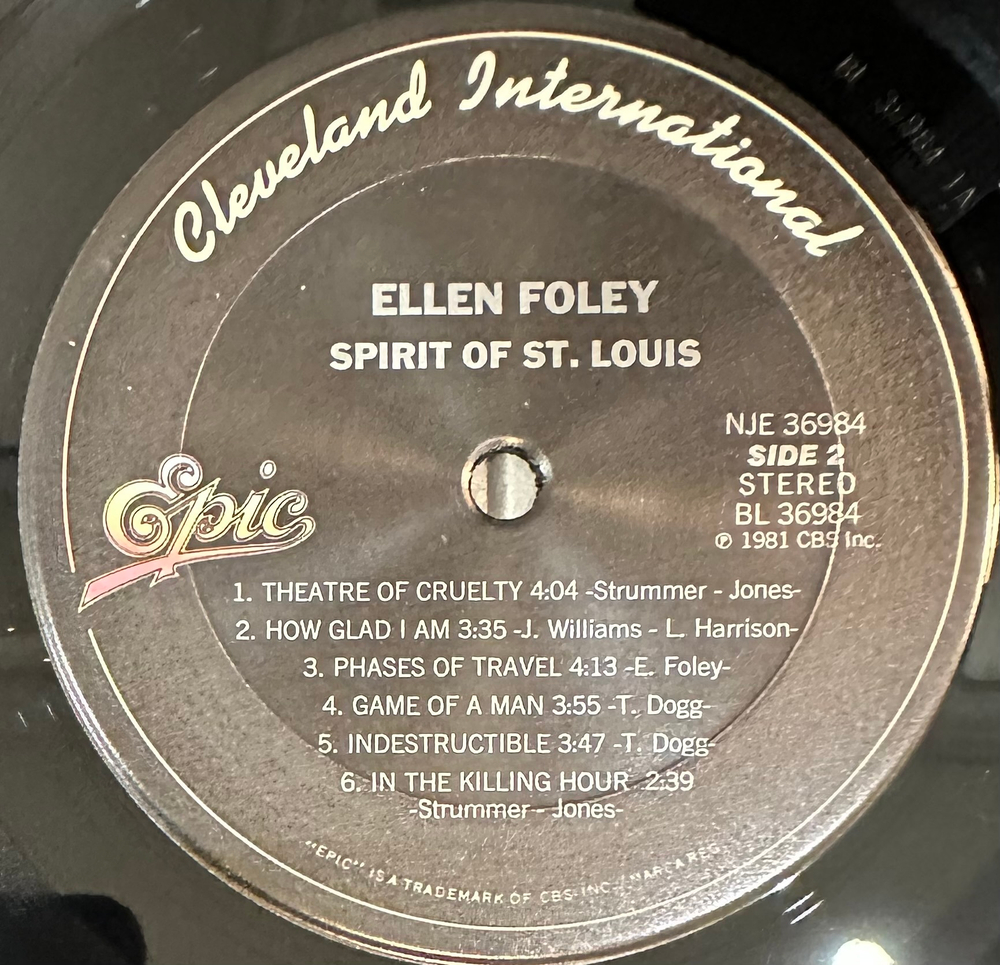 Cleveland International
ELLEN FOLEY
SPIRIT OF ST. LOUIS
NJE 36984
SIDE 2
STEREO
BL 36984
℗ 1981 CBS Inc.
Epic
1. THEATRE OF CRUELTY 4:04 -Strummer - Jones-
2. HOW GLAD I AM 3:35 -J. Williams - L. Harrison-
3. PHASES OF TRAVEL 4:13 -E. Foley-
4. GAME OF A MAN 3:55 -T. Dogg-
5. INDESTRUCTIBLE 3:47 -T. Dogg-
6. IN THE KILLING HOUR 2:39
-Strummer - Jones-
"EPIC" IS A TRADEMARK OF CBS INC. / MARCA REG.